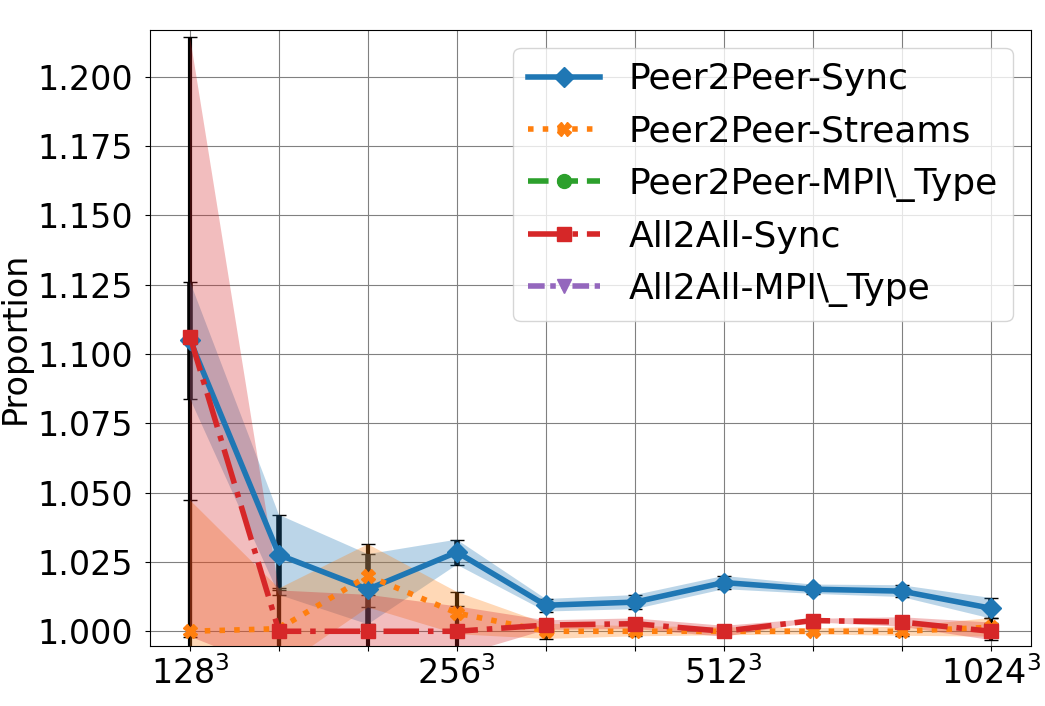 Proportion
1.200
1.175
1.150
1.125
1.100
1.075
1.050
1.025
1.000
128³
256³
512³
1024³
Peer2Peer-Sync
Peer2Peer-Streams
Peer2Peer-MPI\_Type
All2All-Sync
All2All-MPI\_Type